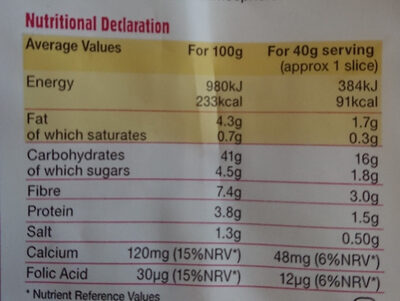 Nutritional Declaration
Average Values For 100g For 40g serving
(approx 1 slice)
Energy 980kJ 384kJ
233kcal 91kcal
Fat 4.3g 1.7g
of which saturates 0.7g 0.3g
Carbohydrates 41g 16g
of which sugars 4.5g 1.8g
Fibre 7.4g 3.0g
Protein 3.8g 1.5g
Salt 1.3g 0.50g
Calcium 120mg (15%NRV*) 48mg (6%NRV*)
Folic Acid 30µg (15%NRV*) 12µg (6%NRV*)
* Nutrient Reference Values